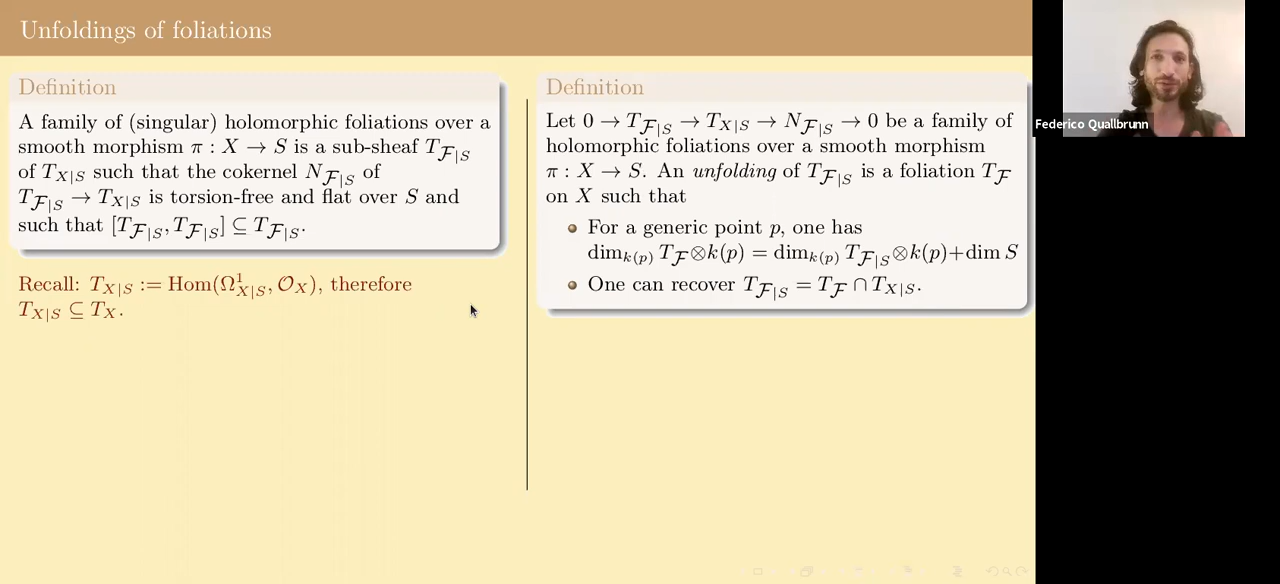 Unfoldings of foliations
Definition
A family of (singular) holomorphic foliations over a
smooth morphism π : X → S is a sub-sheaf T_{𝓕|S}
of T_{X|S} such that the cokernel N_{𝓕|S} of
T_{𝓕|S} → T_{X|S} is torsion-free and flat over S and
such that [T_{𝓕|S}, T_{𝓕|S}] ⊆ T_{𝓕|S}.
Recall: T_{X|S} := Hom(Ω^1_{X|S}, 𝒪_X), therefore
T_{X|S} ⊆ T_X.
Definition
Let 0 → T_{𝓕|S} → T_{X|S} → N_{𝓕|S} → 0 be a family of
holomorphic foliations over a smooth morphism
π : X → S. An unfolding of T_{𝓕|S} is a foliation T_𝓕
on X such that
For a generic point p, one has
dim_{k(p)} T_𝓕⊗k(p) = dim_{k(p)} T_{𝓕|S}⊗k(p)+dim S
One can recover T_{𝓕|S} = T_𝓕 ∩ T_{X|S}.
Federico Quallbrunn